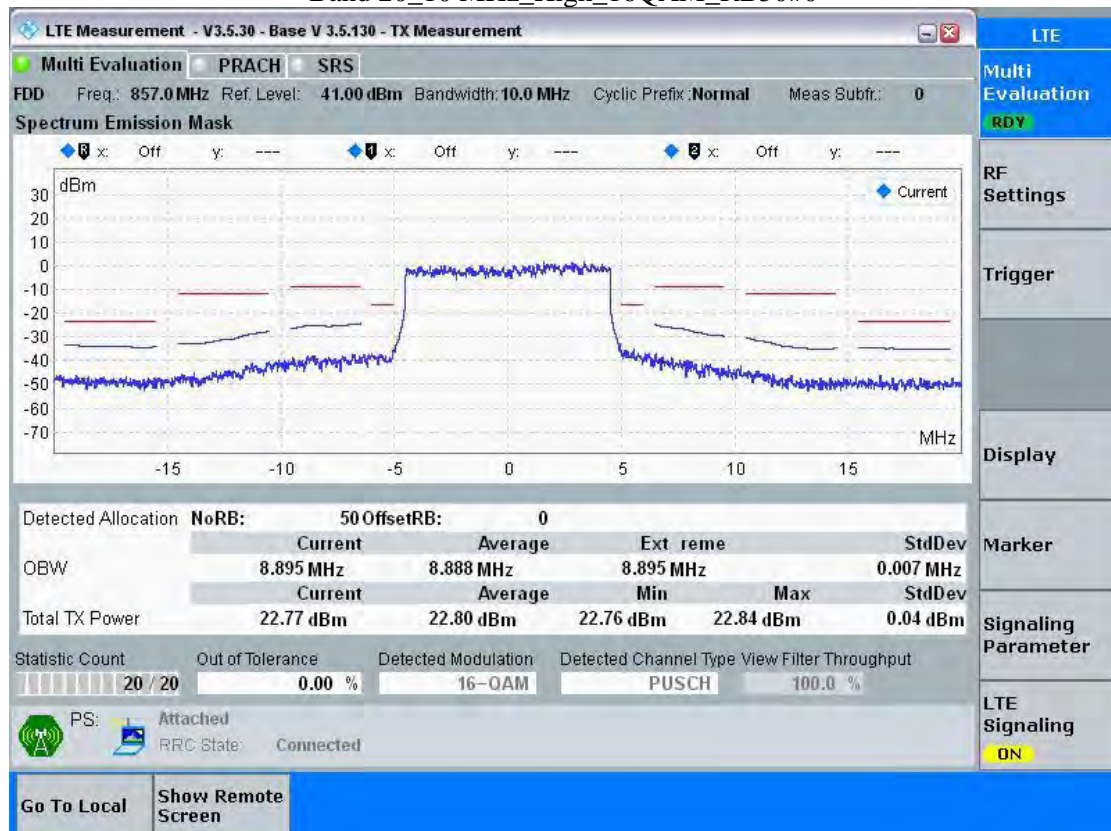 LTE Measurement - V3.5.30 - Base V 3.5.130 - TX Measurement
LTE
Multi Evaluation PRACH SRS
Multi
Evaluation
RDY
FDD Freq.: 857.0 MHz Ref. Level: 41.00 dBm Bandwidth: 10.0 MHz Cyclic Prefix : Normal Meas Subfr.: 0
Spectrum Emission Mask
R x: Off y: --- 1 x: Off y: --- 2 x: Off y: ---
dBm
Current
RF
Settings
30
20
10
0
-10
-20
-30
-40
-50
-60
-70
Trigger
MHz
-15 -10 -5 0 5 10 15
Display
Detected Allocation NoRB: 50 OffsetRB: 0
Current Average Ext reme StdDev
OBW 8.895 MHz 8.888 MHz 8.895 MHz 0.007 MHz
Current Average Min Max StdDev
Total TX Power 22.77 dBm 22.80 dBm 22.76 dBm 22.84 dBm 0.04 dBm
Marker
Signaling
Parameter
Statistic Count Out of Tolerance Detected Modulation Detected Channel Type View Filter Throughput
20 / 20 0.00 % 16-QAM PUSCH 100.0 %
PS: Attached
RRC State: Connected
LTE
Signaling
ON
Go To Local
Show Remote
Screen